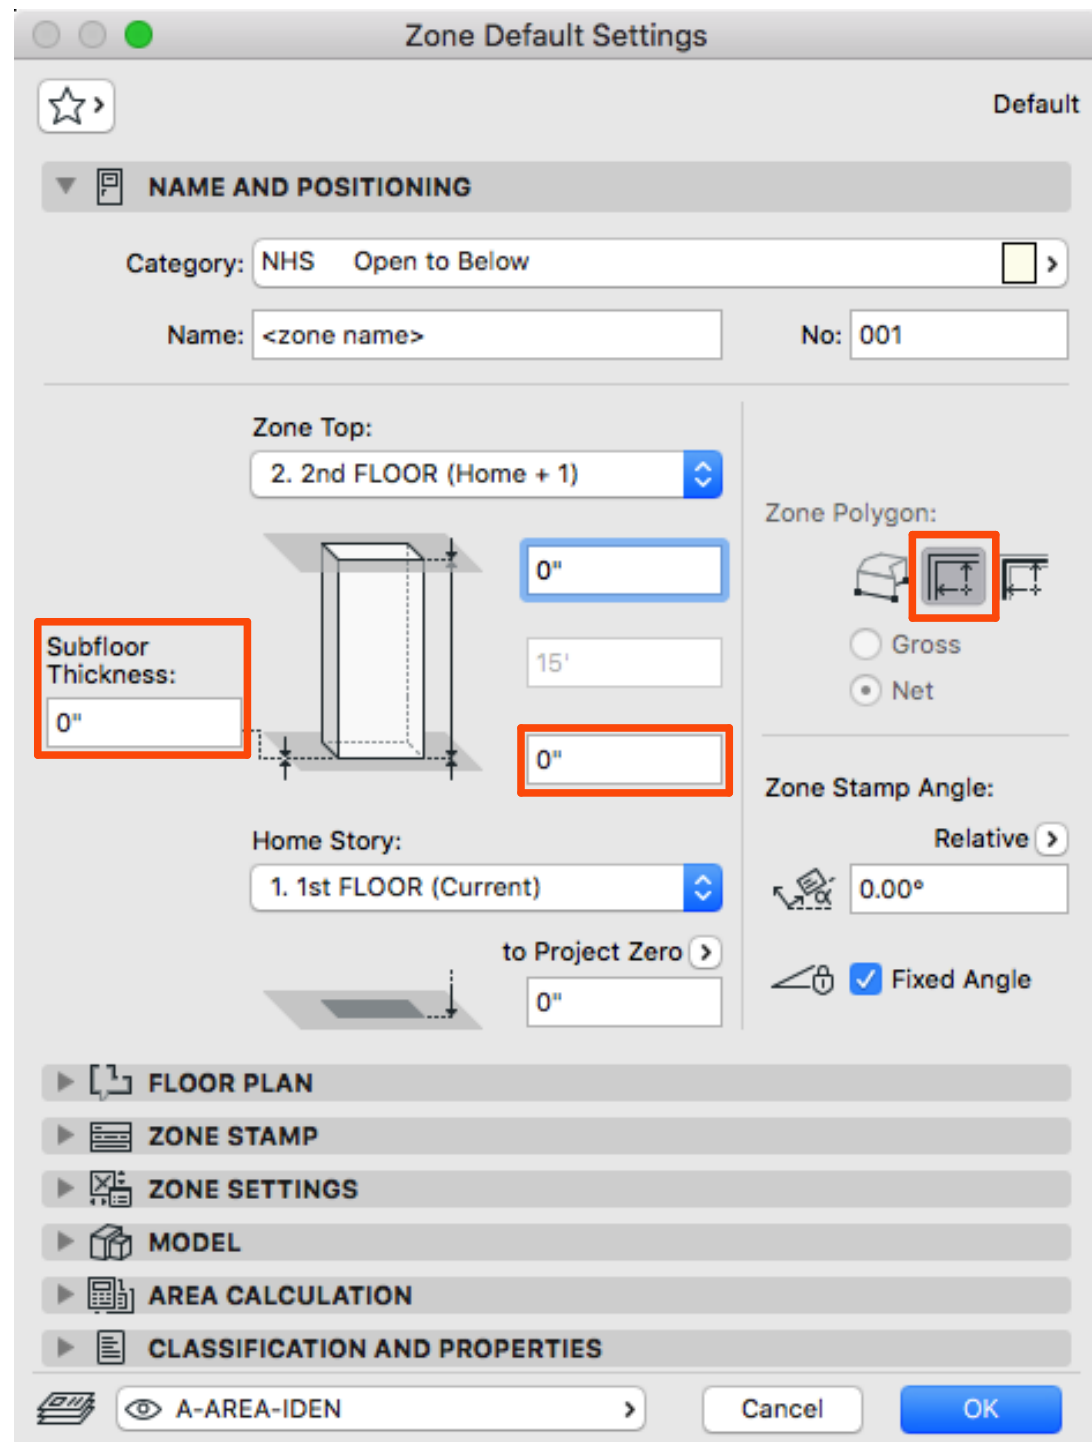 Zone Default Settings
Default
NAME AND POSITIONING
Category: NHS Open to Below
Name: <zone name> No: 001
Zone Top:
2. 2nd FLOOR (Home + 1)
Zone Polygon:
0"
Subfloor
Thickness:
0"
15'
0"
Gross
Net
Zone Stamp Angle:
Relative
0.00°
Home Story:
1. 1st FLOOR (Current)
to Project Zero
0"
Fixed Angle
FLOOR PLAN
ZONE STAMP
ZONE SETTINGS
MODEL
AREA CALCULATION
CLASSIFICATION AND PROPERTIES
A-AREA-IDEN Cancel OK